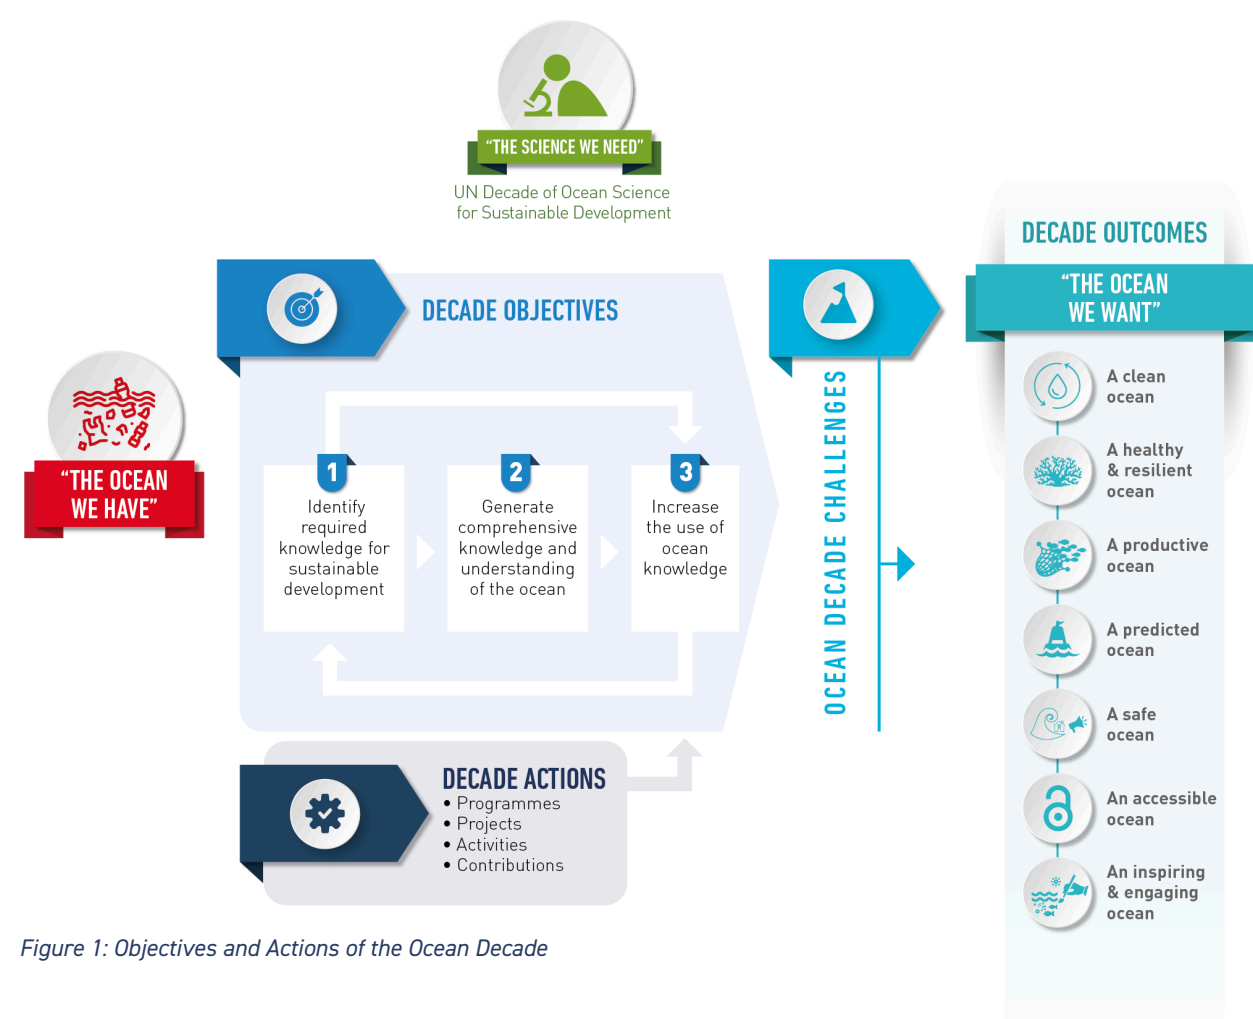 “THE SCIENCE WE NEED”
UN Decade of Ocean Science
for Sustainable Development
“THE OCEAN
WE HAVE”
DECADE OBJECTIVES
1
Identify
required
knowledge for
sustainable
development
2
Generate
comprehensive
knowledge and
understanding
of the ocean
3
Increase
the use of
ocean
knowledge
DECADE ACTIONS
• Programmes
• Projects
• Activities
• Contributions
OCEAN DECADE CHALLENGES
DECADE OUTCOMES
“THE OCEAN
WE WANT”
A clean
ocean
A healthy
& resilient
ocean
A productive
ocean
A predicted
ocean
A safe
ocean
An accessible
ocean
An inspiring
& engaging
ocean
Figure 1: Objectives and Actions of the Ocean Decade